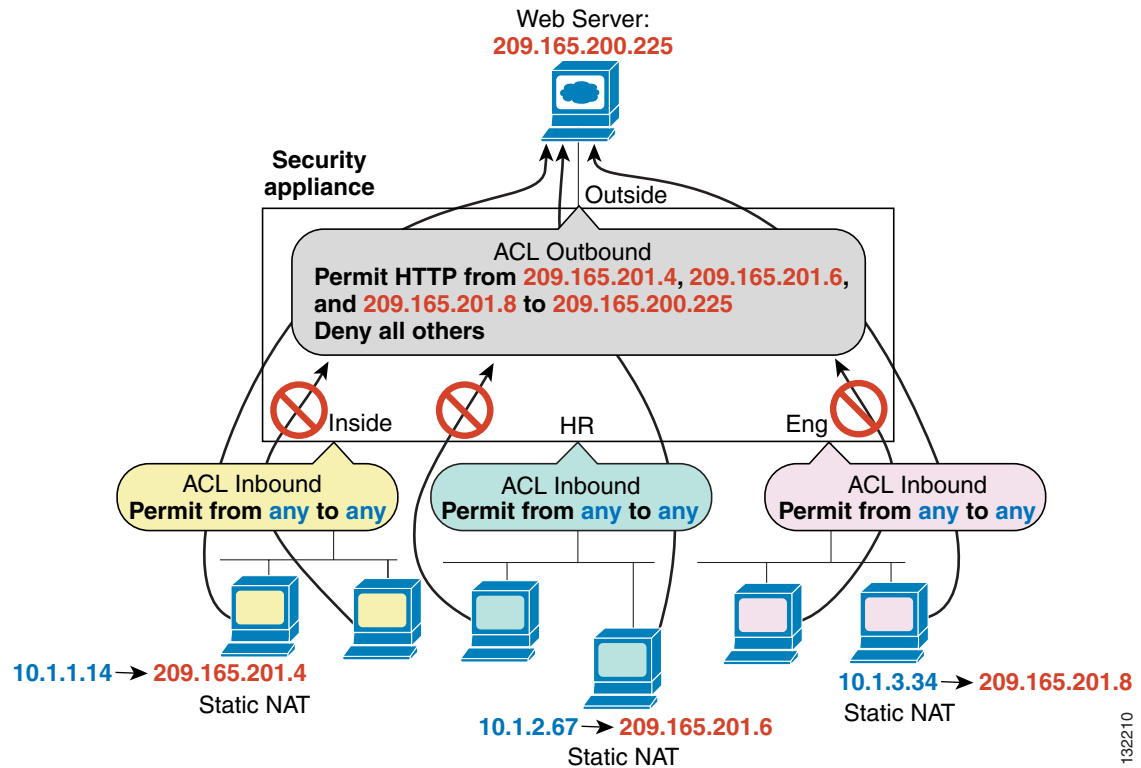 Web Server:
209.165.200.225
Security
appliance
Outside
ACL Outbound
Permit HTTP from 209.165.201.4, 209.165.201.6,
and 209.165.201.8 to 209.165.200.225
Deny all others
Inside
HR
Eng
ACL Inbound
Permit from any to any
ACL Inbound
Permit from any to any
ACL Inbound
Permit from any to any
10.1.1.14 209.165.201.4
Static NAT
10.1.2.67 209.165.201.6
Static NAT
10.1.3.34 209.165.201.8
Static NAT
132210